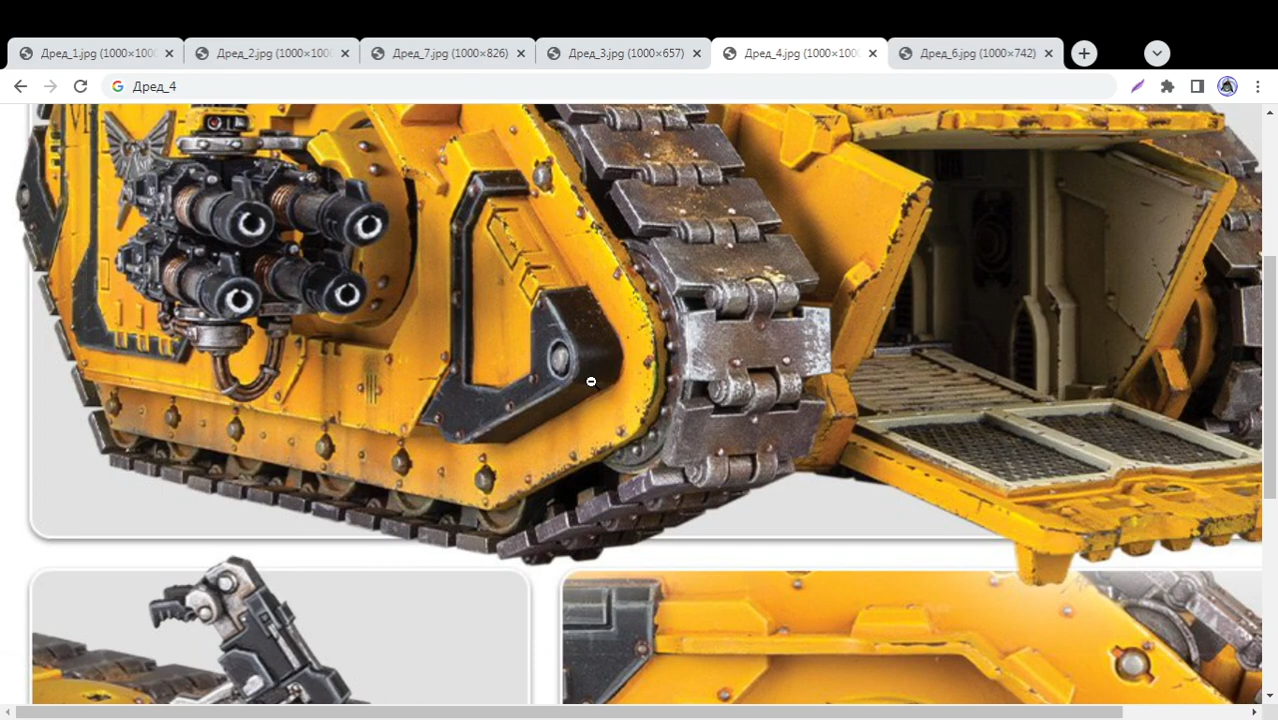 Дред_1.jpg (1000×100
Дред_2.jpg (1000×100
Дред_7.jpg (1000×826)
Дред_3.jpg (1000×657)
Дред_4.jpg (1000×100
Дред_6.jpg (1000×742)
Дред_4